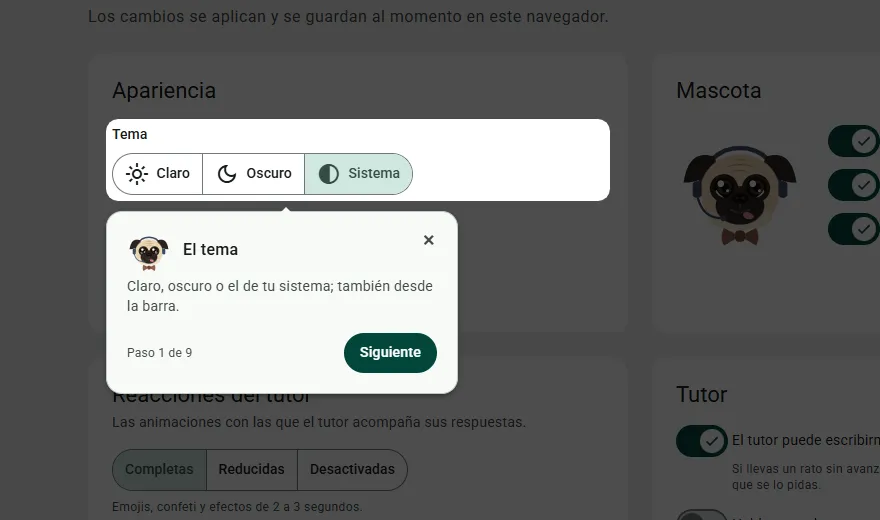 Los cambios se aplican y se guardan al momento en este navegador.
Apariencia
Tema
Claro
Oscuro
Sistema
El tema
Claro, oscuro o el de tu sistema; también desde
la barra.
Paso 1 de 9
Siguiente
Mascota
Reacciones del tutor
Las animaciones con las que el tutor acompaña sus respuestas.
Completas
Reducidas
Desactivadas
Emojis, confeti y efectos de 2 a 3 segundos.
Tutor
El tutor puede escribirn
Si llevas un rato sin avanz
que se lo pidas.